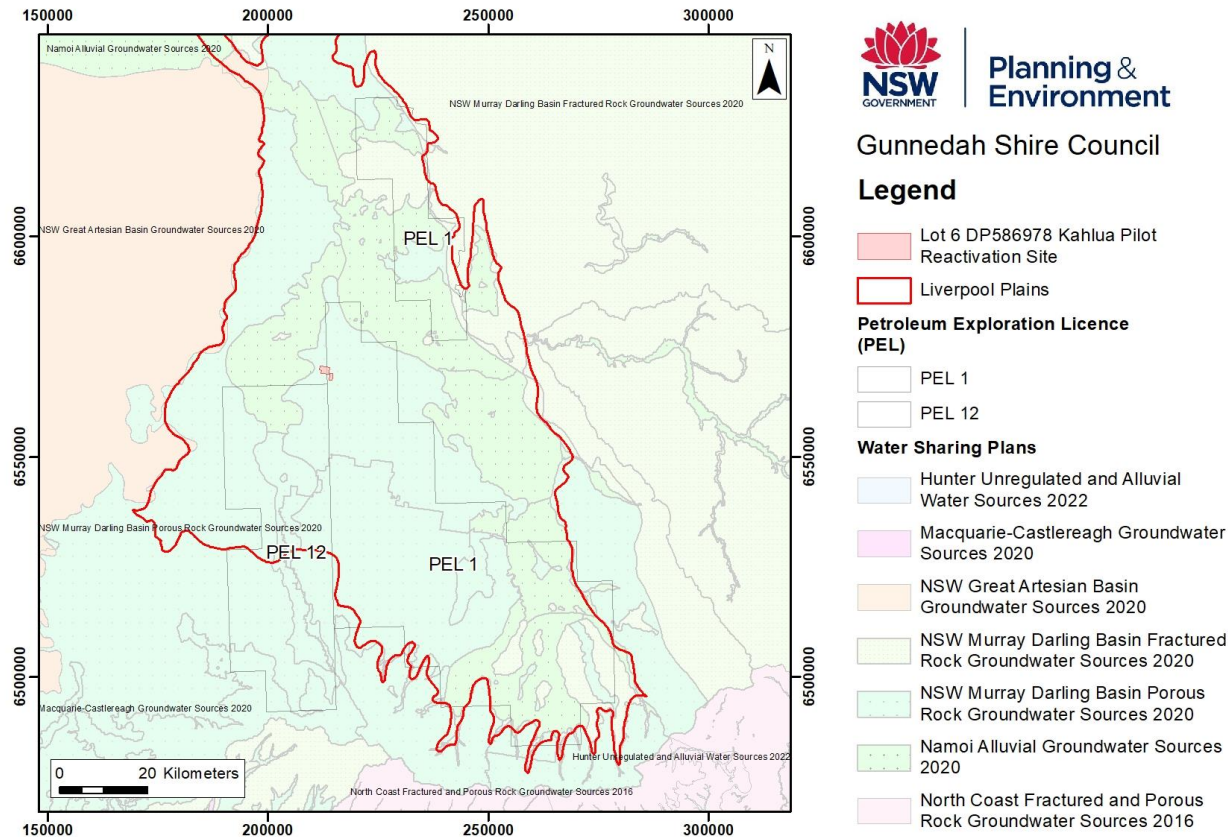 150000 200000 250000 300000
Namoi Alluvial Groundwater Sources 2020
N
NSW Murray Darling Basin Fractured Rock Groundwater Sources 2020
NSW Great Artesian Basin Groundwater Sources 2020
PEL 1
6600000
6600000
6550000
6550000
NSW Murray Darling Basin Porous Rock Groundwater Sources 2020
PEL 12
PEL 1
6500000
6500000
Macquarie-Castlereagh Groundwater Sources 2020
Hunter Unregulated and Alluvial Water Sources 2022
North Coast Fractured and Porous Rock Groundwater Sources 2016
0 20 Kilometers
150000 200000 250000 300000
NSW
GOVERNMENT
Planning &
Environment
Gunnedah Shire Council
Legend
Lot 6 DP586978 Kahlua Pilot
Reactivation Site
Liverpool Plains
Petroleum Exploration Licence
(PEL)
PEL 1
PEL 12
Water Sharing Plans
Hunter Unregulated and Alluvial
Water Sources 2022
Macquarie-Castlereagh Groundwater
Sources 2020
NSW Great Artesian Basin
Groundwater Sources 2020
NSW Murray Darling Basin Fractured
Rock Groundwater Sources 2020
NSW Murray Darling Basin Porous
Rock Groundwater Sources 2020
Namoi Alluvial Groundwater Sources
2020
North Coast Fractured and Porous
Rock Groundwater Sources 2016